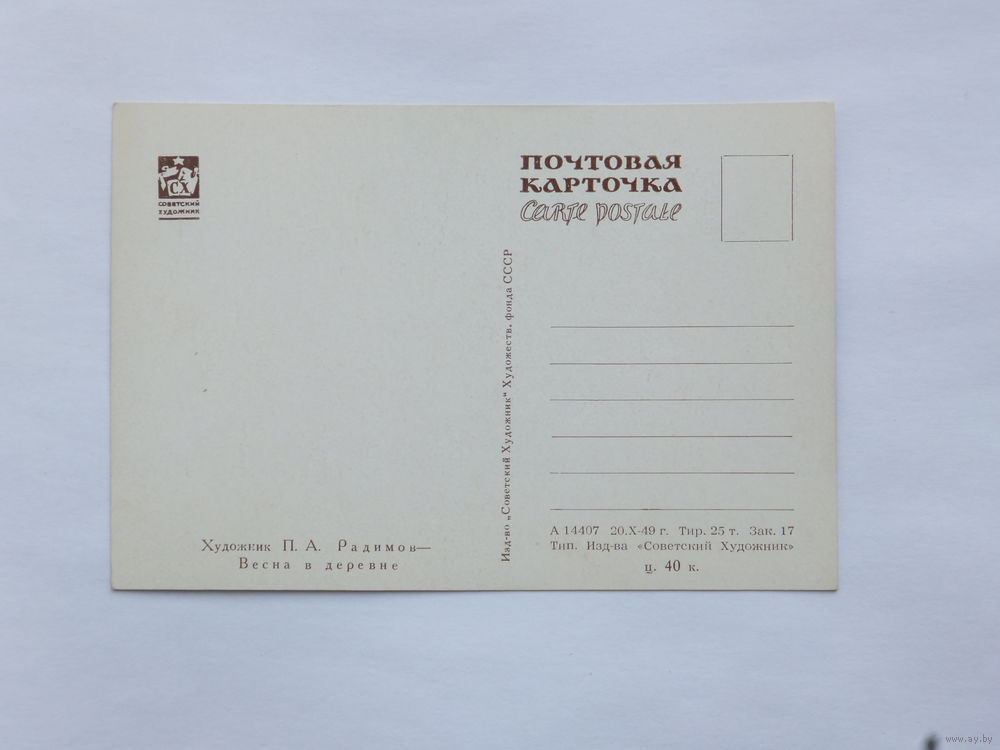 СХ
СОВЕТСКИЙ
ХУДОЖНИК
ПОЧТОВАЯ
КАРТОЧКА
CARTE POSTALE
Изд-во „Советский Художник“ Художеств. фонда СССР
Художник П. А. Радимов—
Весна в деревне
А 14407 20.X-49 г. Тир. 25 т. Зак. 17
Тип. Изд-ва «Советский Художник»
ц. 40 к.
www.ay.by